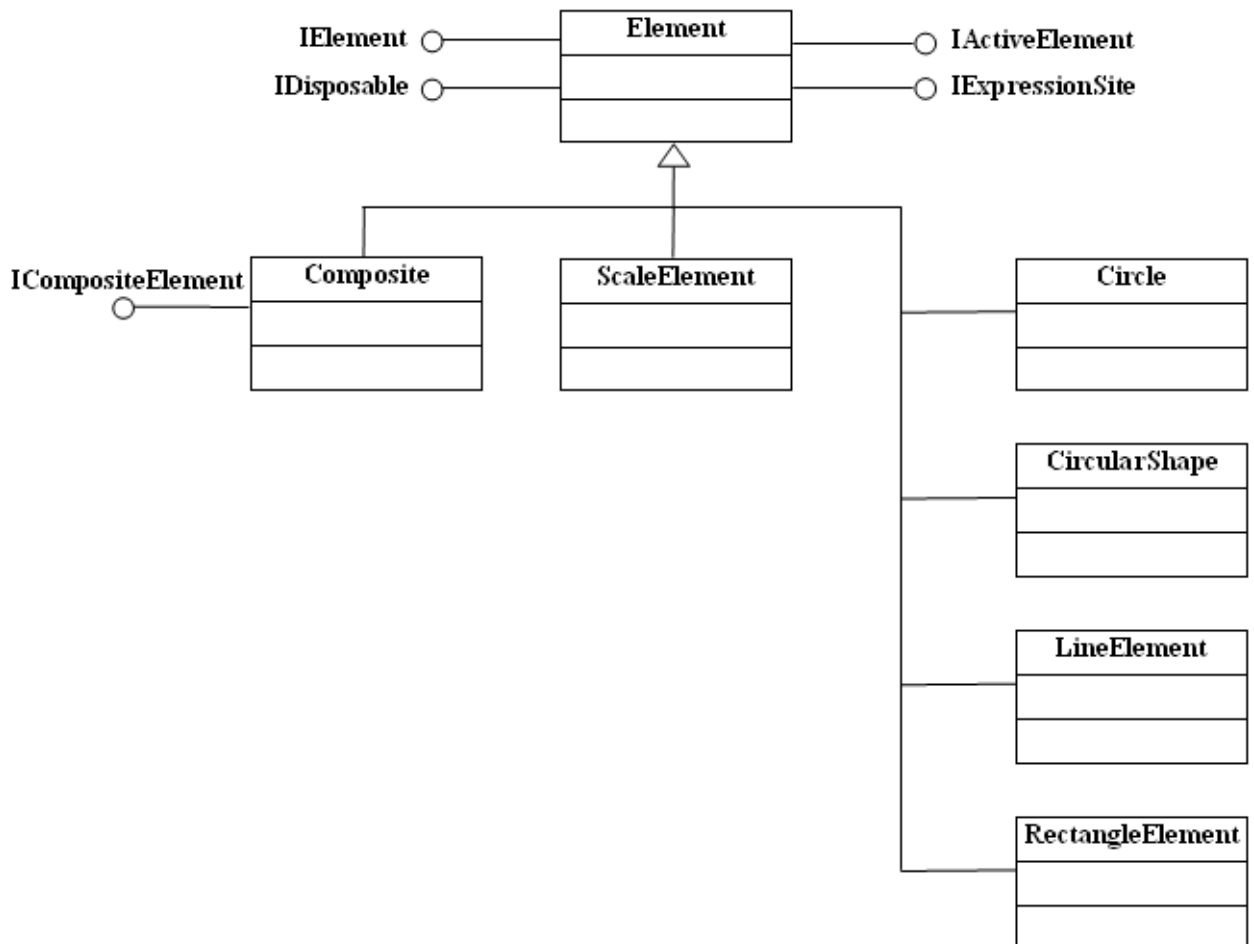 Element
IElement
IActiveElement
IDisposable
IExpressionSite
ICompositeElement
Composite
ScaleElement
Circle
CircularShape
LineElement
RectangleElement